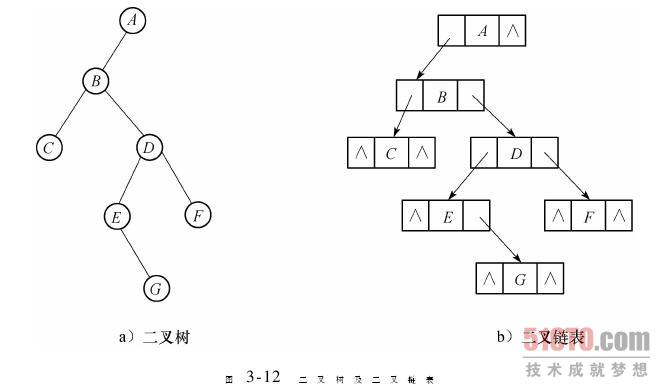 A
A ∧
B
B
C
D
∧ C ∧
D
E
F
∧ E
∧ F ∧
G
∧ G ∧
a）二叉树
b）二叉链表
51CTO.com
技术成就梦想
图 3-12 二叉树及二叉链表